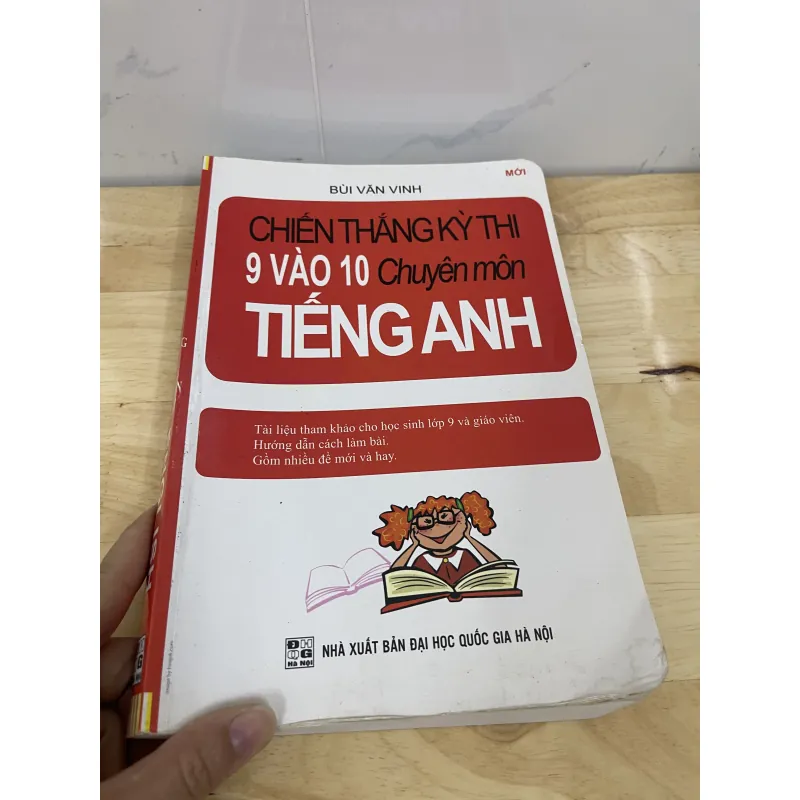 MỚI
BÙI VĂN VINH
CHIẾN THẮNG KỲ THI
9 VÀO 10 Chuyên môn
TIẾNG ANH
Tài liệu tham khảo cho học sinh lớp 9 và giáo viên.
Hướng dẫn cách làm bài.
Gồm nhiều đề mới và hay.
HÀ NỘI
NHÀ XUẤT BẢN ĐẠI HỌC QUỐC GIA HÀ NỘI